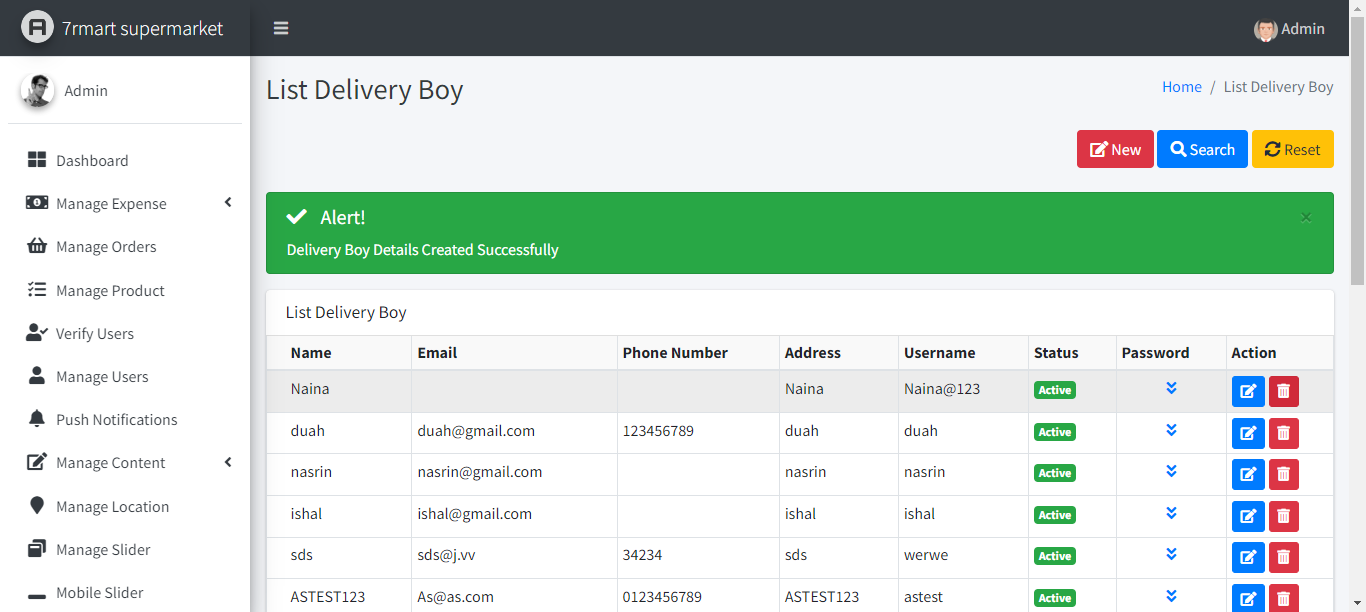 7rmart supermarket
Admin
Admin
Dashboard
Manage Expense
Manage Orders
Manage Product
Verify Users
Manage Users
Push Notifications
Manage Content
Manage Location
Manage Slider
Mobile Slider
List Delivery Boy
Home / List Delivery Boy
New Search Reset
Alert! ×
Delivery Boy Details Created Successfully
List Delivery Boy
Name Email Phone Number Address Username Status Password Action
Naina Naina Naina@123 Active
duah duah@gmail.com 123456789 duah duah Active
nasrin nasrin@gmail.com nasrin nasrin Active
ishal ishal@gmail.com ishal ishal Active
sds sds@j.vv 34234 sds werwe Active
ASTEST123 As@as.com 0123456789 ASTEST123 astest Active